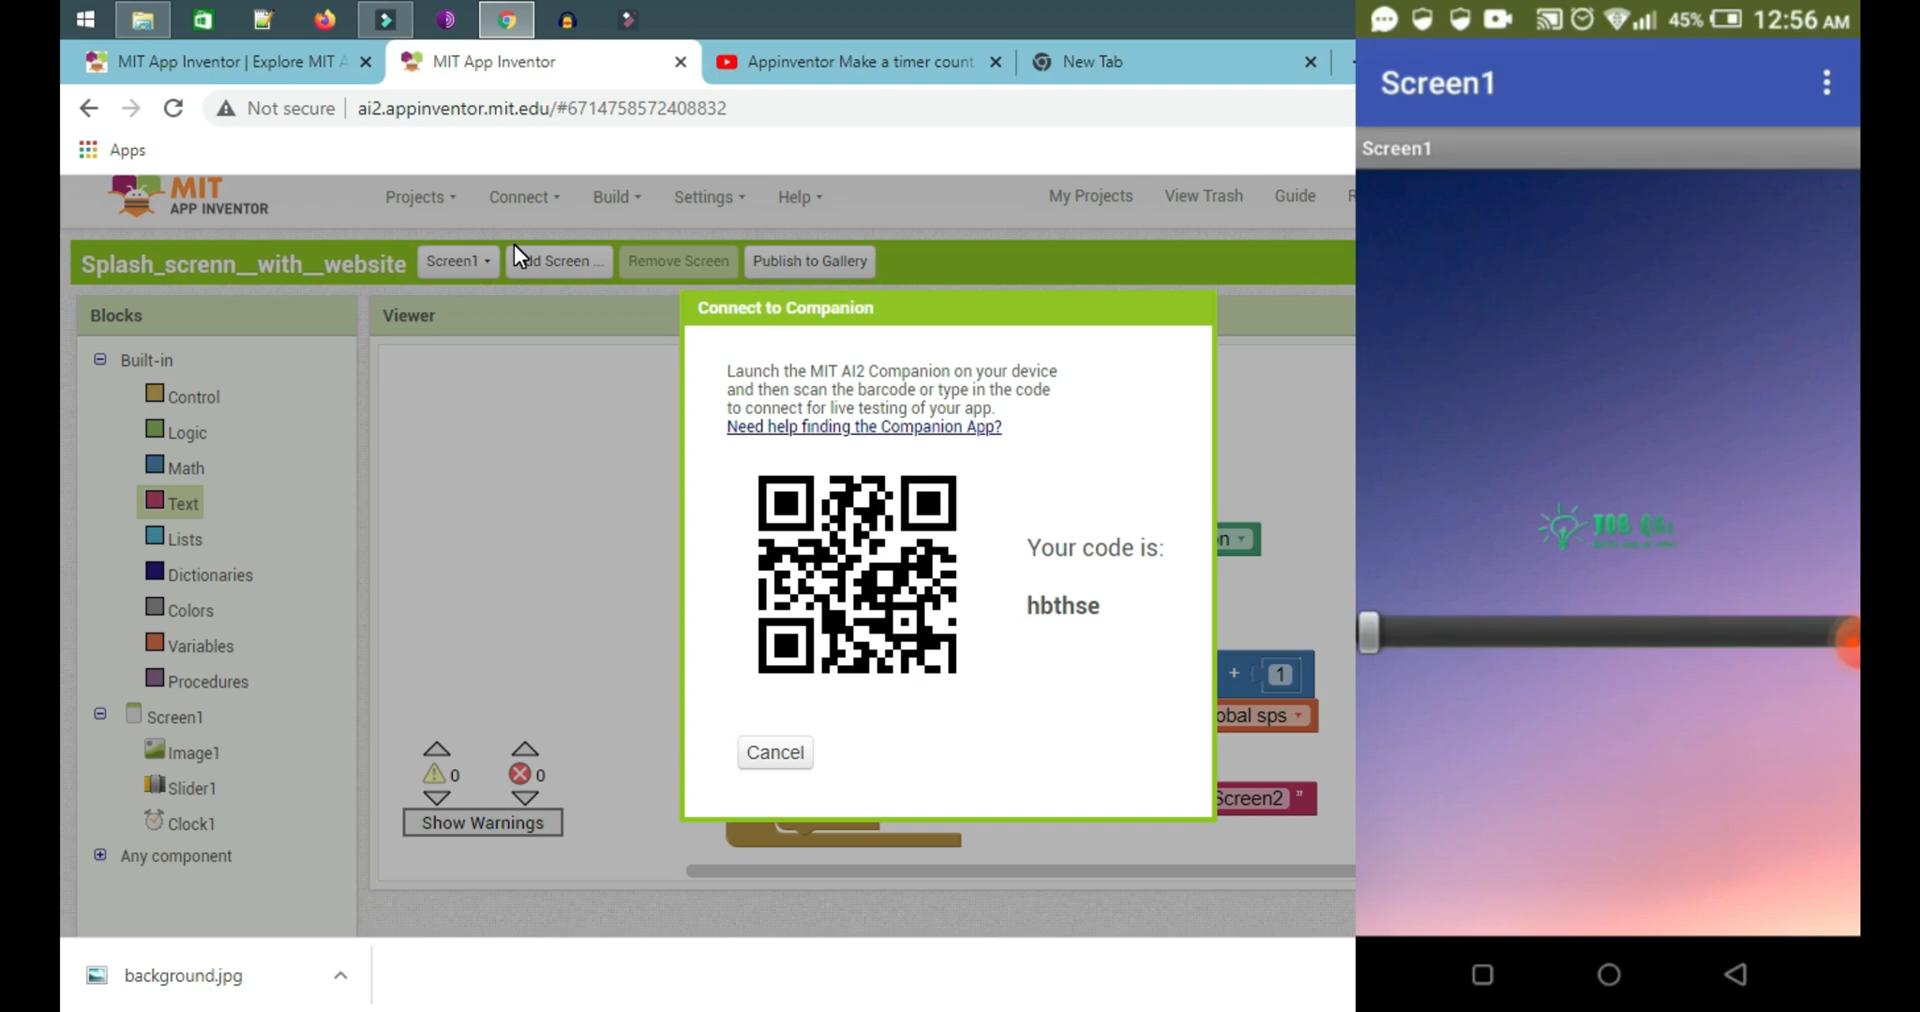 MIT App Inventor | Explore MIT A
MIT App Inventor
Appinventor Make a timer count
New Tab
Not secure
ai2.appinventor.mit.edu/#6714758572408832
Apps
MIT
APP INVENTOR
Projects
Connect
Build
Settings
Help
My Projects
View Trash
Guide
R
Splash_screnn__with__website
Screen1
dd Screen ...
Remove Screen
Publish to Gallery
Blocks
Built-in
Control
Logic
Math
Text
Lists
Dictionaries
Colors
Variables
Procedures
Screen1
Image1
Slider1
Clock1
Any component
Viewer
0
0
Show Warnings
Connect to Companion
Launch the MIT AI2 Companion on your device
and then scan the barcode or type in the code
to connect for live testing of your app.
Need help finding the Companion App?
Your code is:
hbthse
Cancel
n
+ 1
obal sps
Screen2 "
background.jpg
45% 12:56 AM
Screen1
Screen1